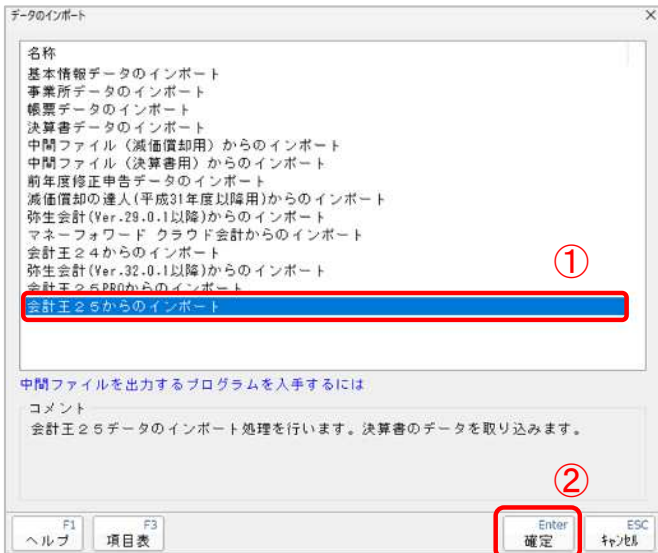 データのインポート
名称
基本情報データのインポート
事業所データのインポート
帳票データのインポート
決算書データのインポート
中間ファイル（減価償却用）からのインポート
中間ファイル（決算書用）からのインポート
前年度修正申告データのインポート
減価償却の達人(平成31年度以降用)からのインポート
弥生会計(Ver.29.0.1以降)からのインポート
マネーフォワード クラウド会計からのインポート
会計王２４からのインポート
弥生会計(Ver.32.0.1以降)からのインポート
会計王２５PROからのインポート
①
会計王２５からのインポート
中間ファイルを出力するプログラムを入手するには
コメント
会計王２５データのインポート処理を行います。決算書のデータを取り込みます。
②
F1 F3 Enter ESC
ヘルプ 項目表 確定 ｷｬﾝｾﾙ